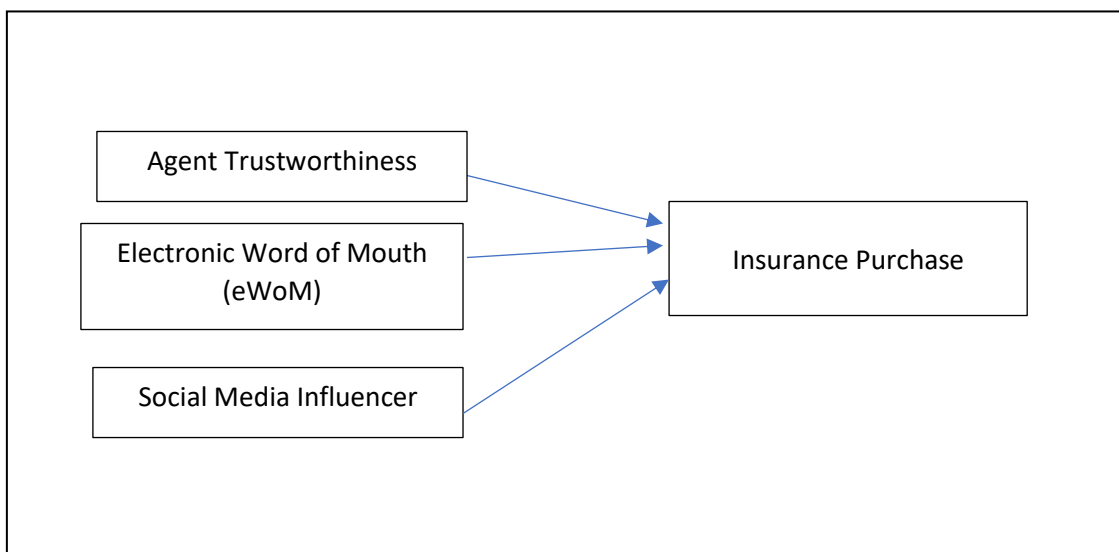 Agent Trustworthiness
Electronic Word of Mouth
(eWoM)
Social Media Influencer
Insurance Purchase